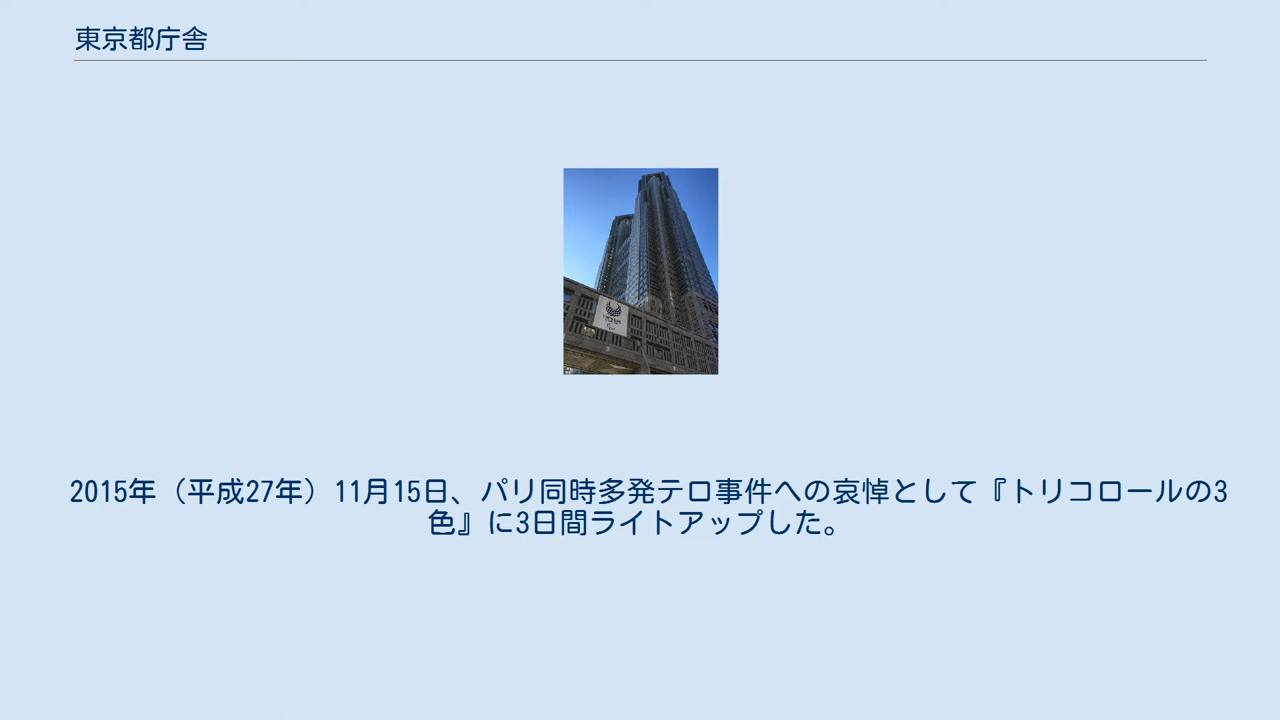 東京都庁舎
2015年（平成27年）11月15日、パリ同時多発テロ事件への哀悼として『トリコロールの3
色』に3日間ライトアップした。